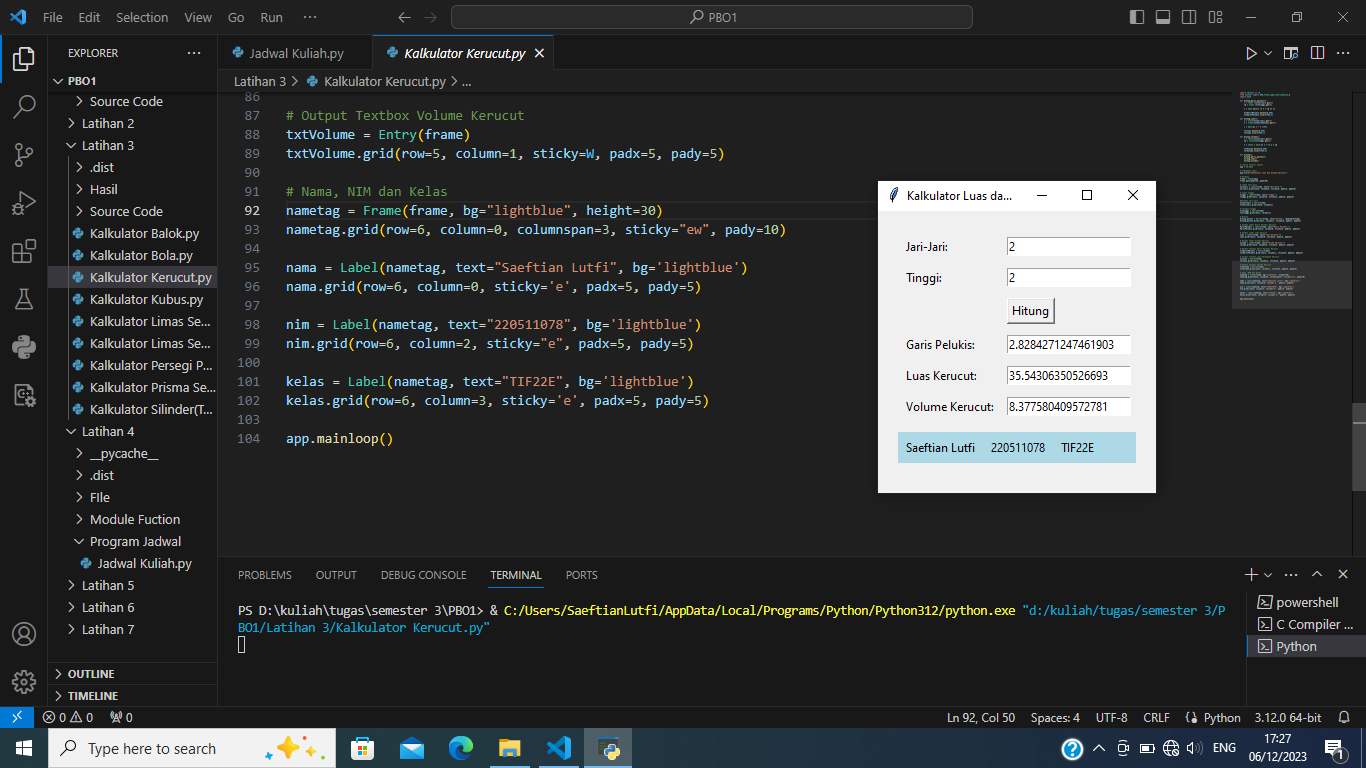 File Edit Selection View Go Run ··· PBO1
EXPLORER ···
PBO1
Source Code
Latihan 2
Latihan 3
.dist
Hasil
Source Code
Kalkulator Balok.py
Kalkulator Bola.py
Kalkulator Kerucut.py
Kalkulator Kubus.py
Kalkulator Limas Se...
Kalkulator Limas Se...
Kalkulator Persegi P...
Kalkulator Prisma Se...
Kalkulator Silinder(T...
Latihan 4
__pycache__
.dist
FIle
Module Fuction
Program Jadwal
Jadwal Kuliah.py
Latihan 5
Latihan 6
Latihan 7
OUTLINE
TIMELINE
Jadwal Kuliah.py Kalkulator Kerucut.py
Latihan 3 > Kalkulator Kerucut.py > ...
86
87 # Output Textbox Volume Kerucut
88 txtVolume = Entry(frame)
89 txtVolume.grid(row=5, column=1, sticky=W, padx=5, pady=5)
90
91 # Nama, NIM dan Kelas
92 nametag = Frame(frame, bg="lightblue", height=30)
93 nametag.grid(row=6, column=0, columnspan=3, sticky="ew", pady=10)
94
95 nama = Label(nametag, text="Saeftian Lutfi", bg='lightblue')
96 nama.grid(row=6, column=0, sticky='e', padx=5, pady=5)
97
98 nim = Label(nametag, text="220511078", bg='lightblue')
99 nim.grid(row=6, column=2, sticky="e", padx=5, pady=5)
100
101 kelas = Label(nametag, text="TIF22E", bg='lightblue')
102 kelas.grid(row=6, column=3, sticky='e', padx=5, pady=5)
103
104 app.mainloop()
Kalkulator Luas da...
Jari-Jari: 2
Tinggi: 2
Hitung
Garis Pelukis: 2.8284271247461903
Luas Kerucut: 35.54306350526693
Volume Kerucut: 8.377580409572781
Saeftian Lutfi 220511078 TIF22E
PROBLEMS OUTPUT DEBUG CONSOLE TERMINAL PORTS
PS D:\kuliah\tugas\semester 3\PBO1> & C:/Users/SaeftianLutfi/AppData/Local/Programs/Python/Python312/python.exe "d:/kuliah/tugas/semester 3/P
BO1/Latihan 3/Kalkulator Kerucut.py"
powershell
C Compiler ...
Python
0 0 0 Ln 92, Col 50 Spaces: 4 UTF-8 CRLF Python 3.12.0 64-bit
Type here to search
ENG
17:27
06/12/2023
1